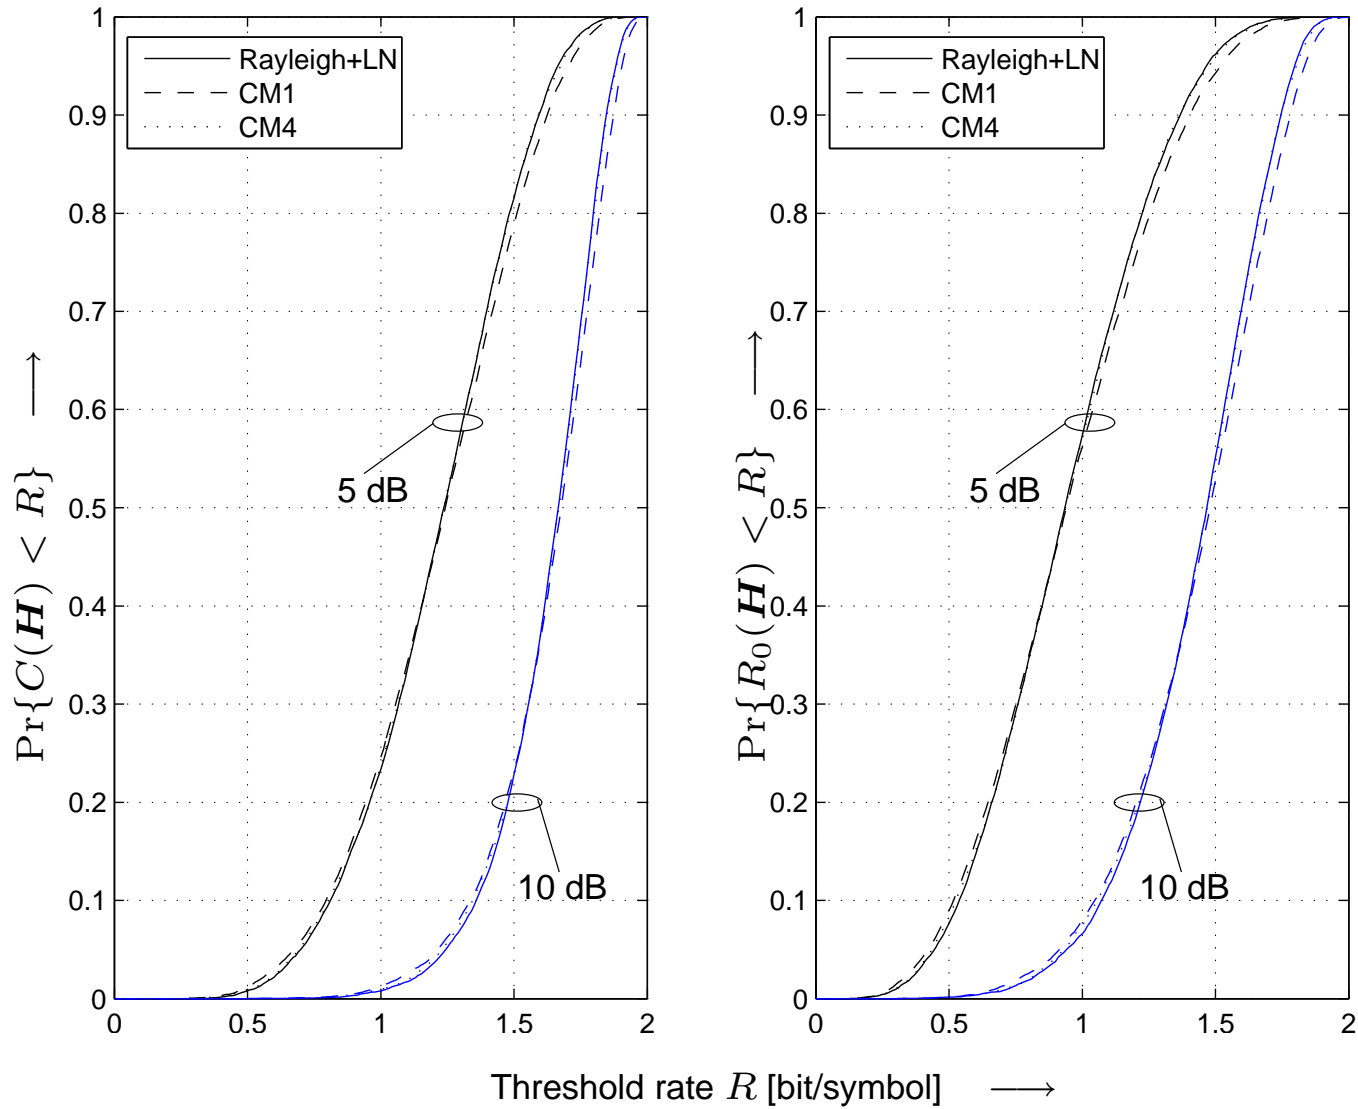 Pr{C(H) < R} ⟶
1
0.9
0.8
0.7
0.6
0.5
0.4
0.3
0.2
0.1
0
0 0.5 1 1.5 2
Rayleigh+LN
CM1
CM4
5 dB
10 dB
Pr{R₀(H) < R} ⟶
1
0.9
0.8
0.7
0.6
0.5
0.4
0.3
0.2
0.1
0
0 0.5 1 1.5 2
Rayleigh+LN
CM1
CM4
5 dB
10 dB
Threshold rate R [bit/symbol] ⟶